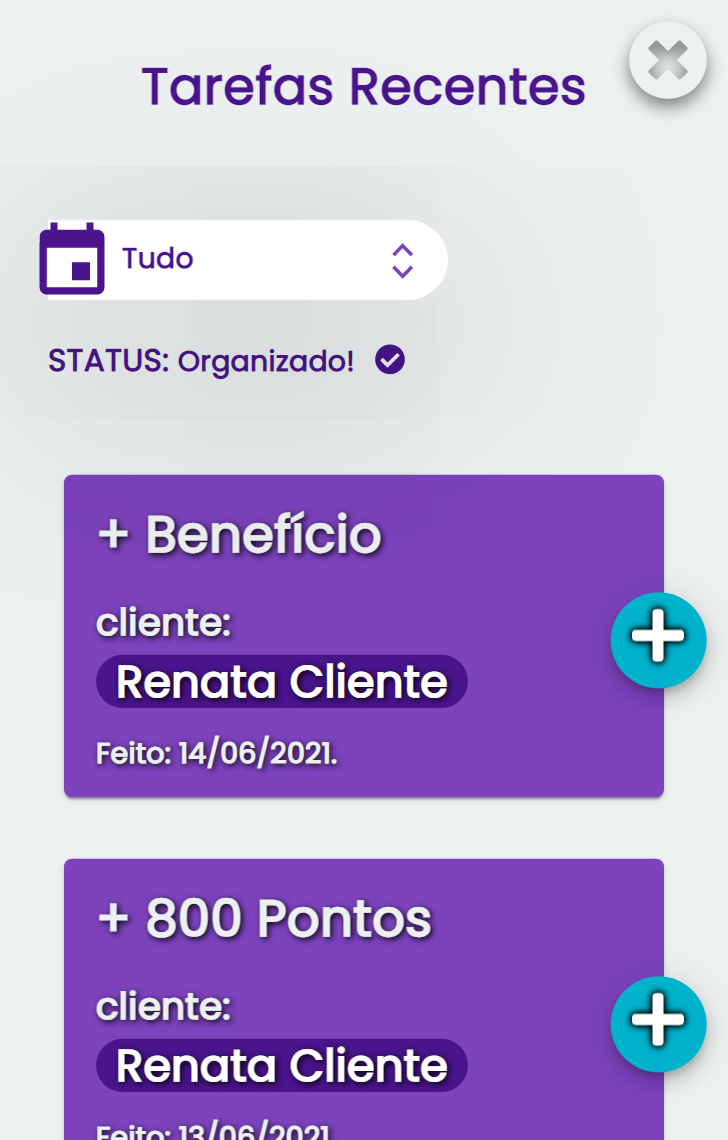 Tarefas Recentes
Tudo
STATUS: Organizado!
+ Benefício
cliente:
Renata Cliente
Feito: 14/06/2021.
+ 800 Pontos
cliente:
Renata Cliente
Feito: 13/06/2021.